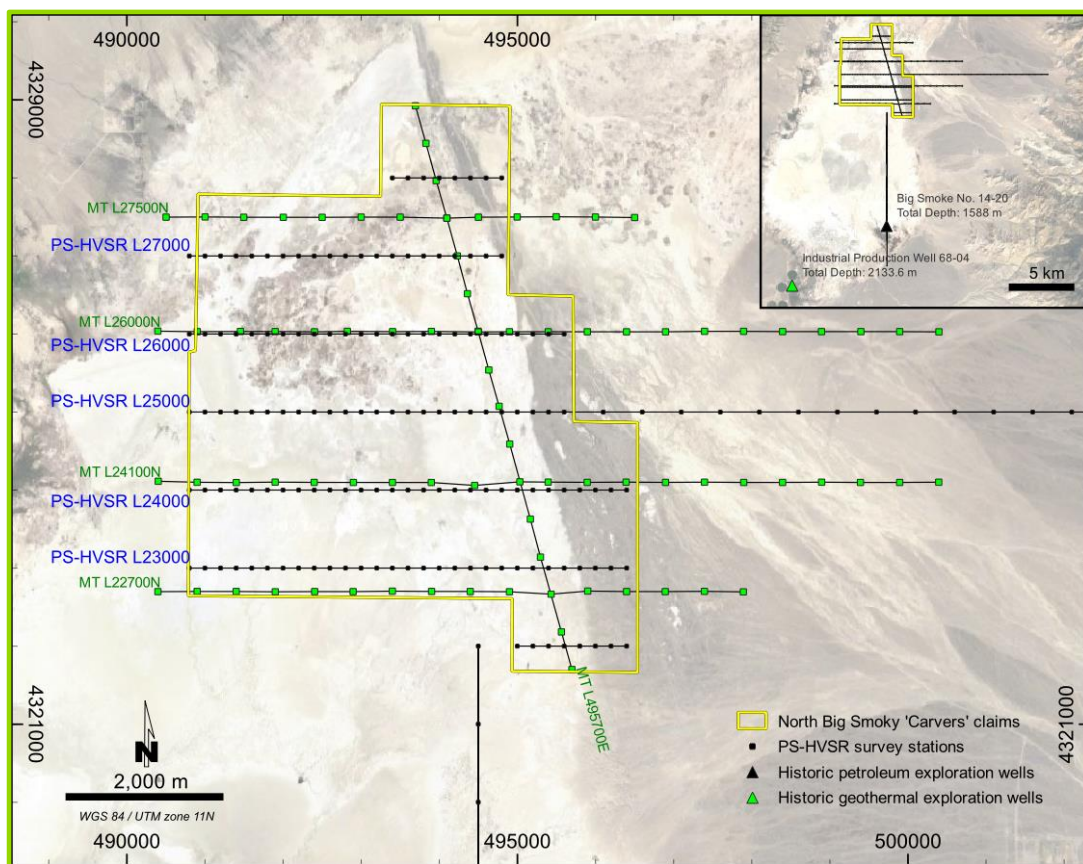 490000
495000
4329000
MT L27500N
PS-HVSR L27000
MT L26000N
PS-HVSR L26000
PS-HVSR L25000
MT L24100N
PS-HVSR L24000
PS-HVSR L23000
MT L22700N
MT L495700E
Big Smoke No. 14-20
Total Depth: 1588 m
Industrial Production Well 68-04
Total Depth: 2133.6 m
5 km
4321000
4321000
N
2,000 m
WGS 84 / UTM zone 11N
North Big Smoky 'Carvers' claims
PS-HVSR survey stations
Historic petroleum exploration wells
Historic geothermal exploration wells
490000
495000
500000